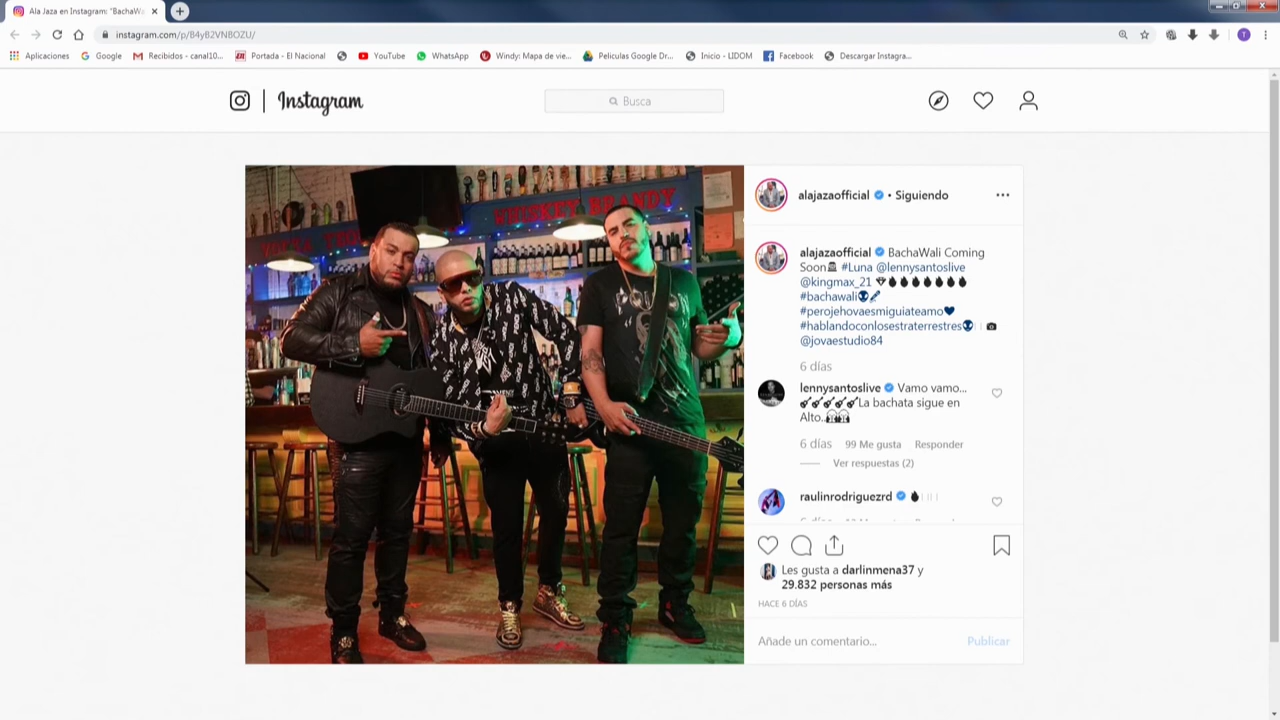 Ala Jaza en Instagram: "BachaWa
instagram.com/p/B4yB2VNBOZU/
Aplicaciones
Google
Recibidos - canal10...
Portada - El Nacional
YouTube
WhatsApp
Windy: Mapa de vie...
Peliculas Google Dr...
Inicio - LIDOM
Facebook
Descargar Instagra...
T
Instagram
Busca
WHISKEY BRANDY
alajazaofficial • Siguiendo
alajazaofficial BachaWali Coming
Soon #Luna @lennysantoslive
@kingmax_21
#bachawali
#perojehovaesmiguiateamo
#hablandoconlosestraterrestres
@jovaestudio84
6 días
lennysantoslive Vamo vamo...
La bachata sigue en
Alto..
6 días 99 Me gusta Responder
Ver respuestas (2)
raulinrodriguezrd
Les gusta a darlinmena37 y
29.832 personas más
HACE 6 DÍAS
Añade un comentario... Publicar